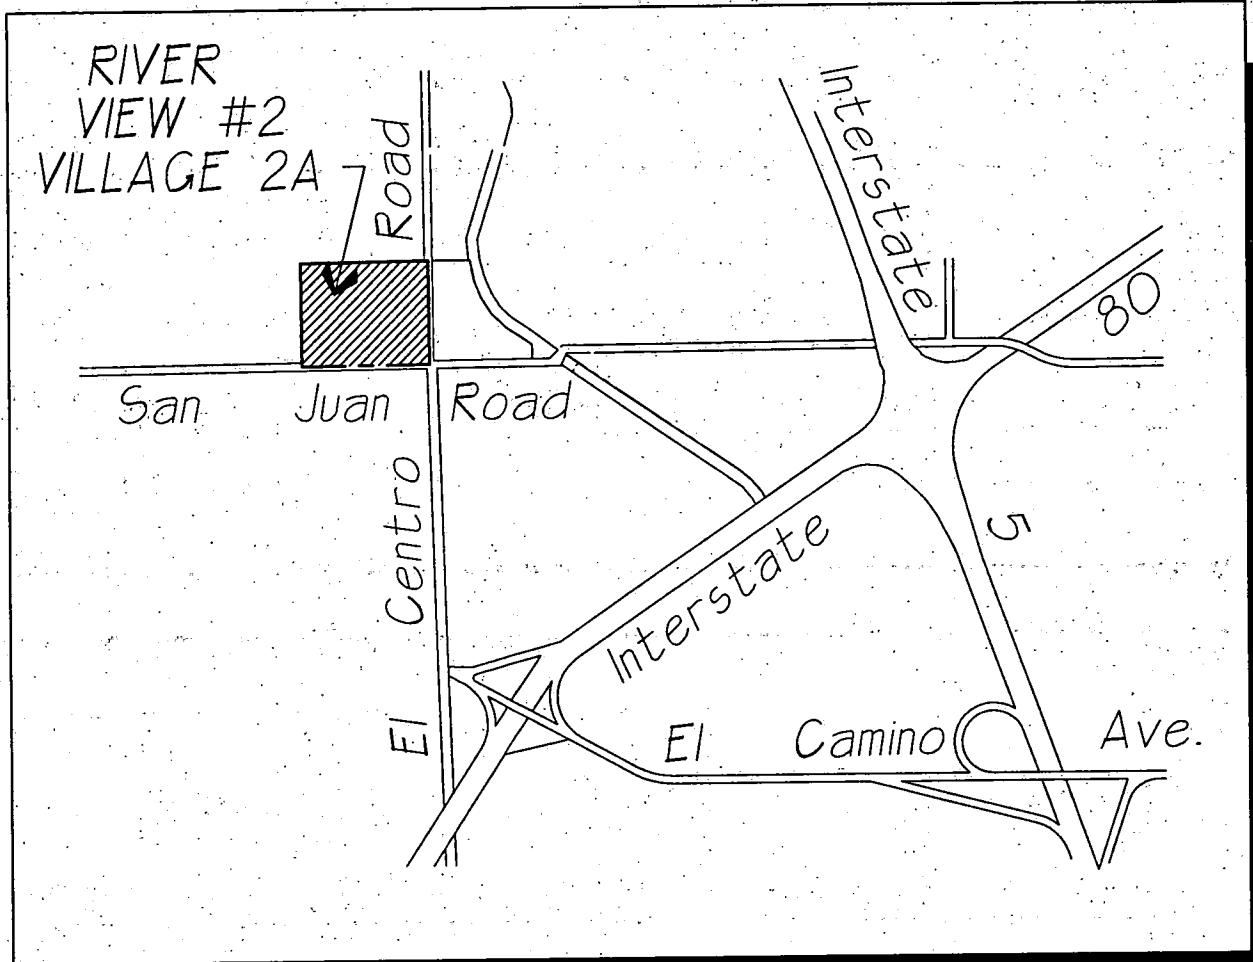 RIVER
VIEW #2
VILLAGE 2A
Road
Interstate
80
San Juan Road
El Centro
Interstate
5
El Camino Ave.